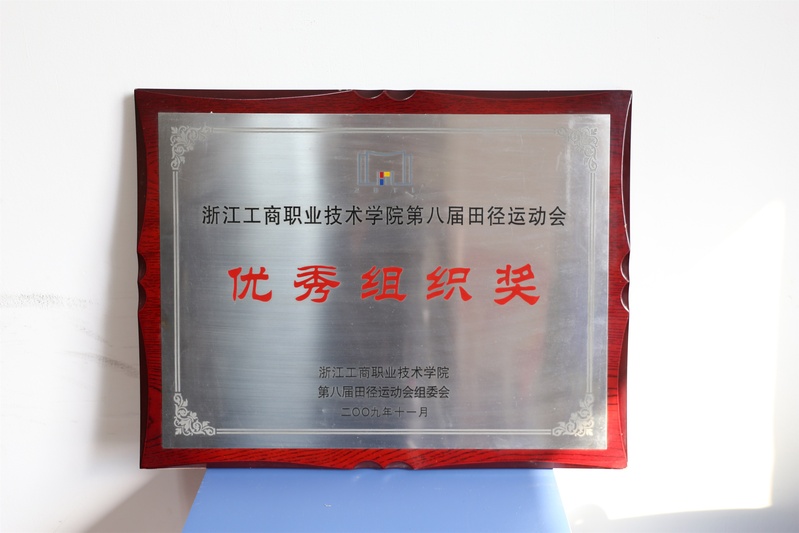 浙江工商职业技术学院第八届田径运动会
优秀组织奖
浙江工商职业技术学院
第八届田径运动会组委会
二〇〇九年十一月